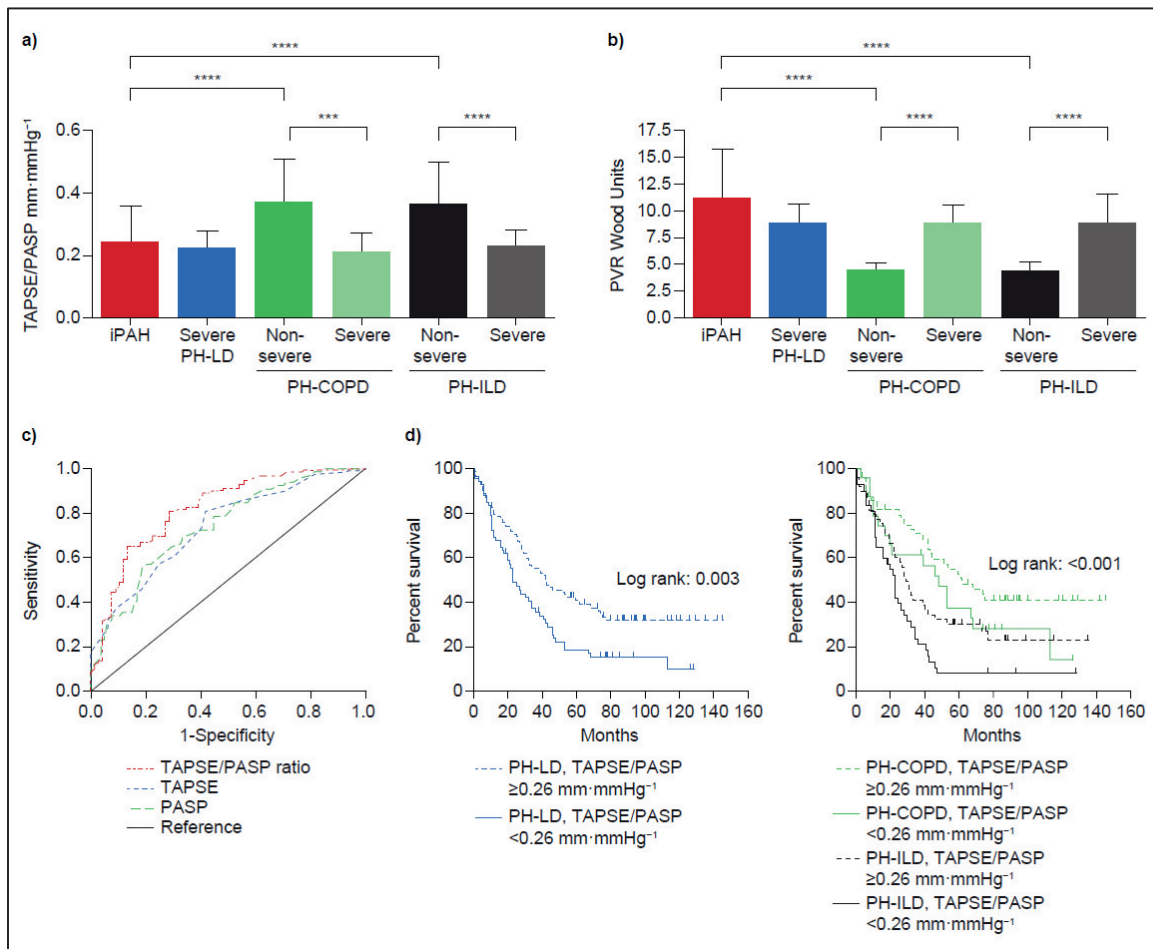 a)
****
****
***
****
TAPSE/PASP mm·mmHg⁻¹
0.6
0.4
0.2
0.0
iPAH
Severe
PH-LD
Non-
severe
Severe
Non-
severe
Severe
PH-COPD
PH-ILD
b)
****
****
****
****
PVR Wood Units
17.5
15.0
12.5
10.0
7.5
5.0
2.5
0.0
iPAH
Severe
PH-LD
Non-
severe
Severe
Non-
severe
Severe
PH-COPD
PH-ILD
c)
Sensitivity
1.0
0.8
0.6
0.4
0.2
0.0
0.0 0.2 0.4 0.6 0.8 1.0
1-Specificity
TAPSE/PASP ratio
TAPSE
PASP
Reference
d)
Percent survival
100
80
60
40
20
0
Log rank: 0.003
0 20 40 60 80 100 120 140 160
Months
PH-LD, TAPSE/PASP
≥0.26 mm·mmHg⁻¹
PH-LD, TAPSE/PASP
<0.26 mm·mmHg⁻¹
Percent survival
100
80
60
40
20
0
Log rank: <0.001
0 20 40 60 80 100 120 140 160
Months
PH-COPD, TAPSE/PASP
≥0.26 mm·mmHg⁻¹
PH-COPD, TAPSE/PASP
<0.26 mm·mmHg⁻¹
PH-ILD, TAPSE/PASP
≥0.26 mm·mmHg⁻¹
PH-ILD, TAPSE/PASP
<0.26 mm·mmHg⁻¹